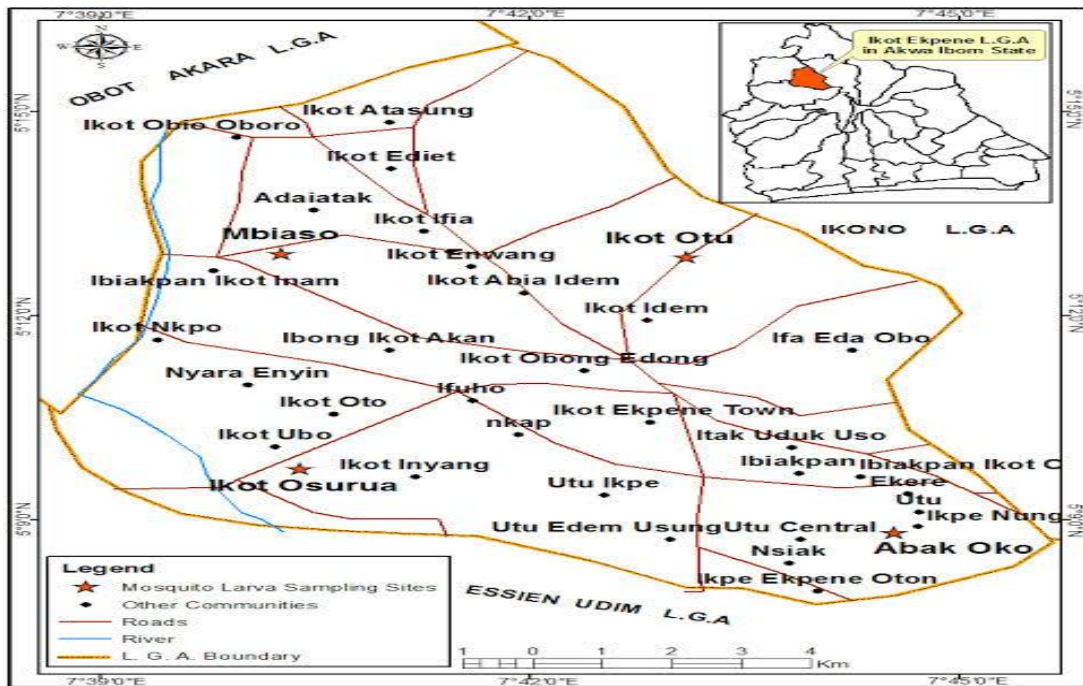 7°39'0"E 7°42'0"E 7°45'0"E
N
W E
S
Ikot Ekpene L.G.A
in Akwa Ibom State
OBOT AKARA L.G.A
5°15'0"N
5°15'0"N
Ikot Atasung
Ikot Obio Oboro
Ikot Ediet
Adaiatak
Ikot Ifia
Mbiaso
Ikot Otu
IKONO L.G.A
Ikot Enwang
Ibiakpan Ikot Inam
Ikot Abia Idem
Ikot Idem
5°12'0"N
5°12'0"N
Ikot Nkpo
Ibong Ikot Akan
Ifa Eda Obo
Ikot Obong Edong
Nyara Enyin
Ifuho
Ikot Oto
Ikot Ekpene Town
nkap
Ikot Ubo
Itak Uduk Uso
Ikot Inyang
Ibiakpan
Ibiakpan Ikot C
Ikot Osurua
Utu Ikpe
Ekere
Utu
5°9'0"N
5°9'0"N
Ikpe Nung
Utu Edem Usung
Utu Central
Abak Oko
Nsiak
Ikpe Ekpene Oton
ESSIEN UDIM L.G.A
Legend
Mosquito Larva Sampling Sites
Other Communities
Roads
River
L. G. A. Boundary
1 0 1 2 3 4
Km
7°39'0"E 7°42'0"E 7°45'0"E